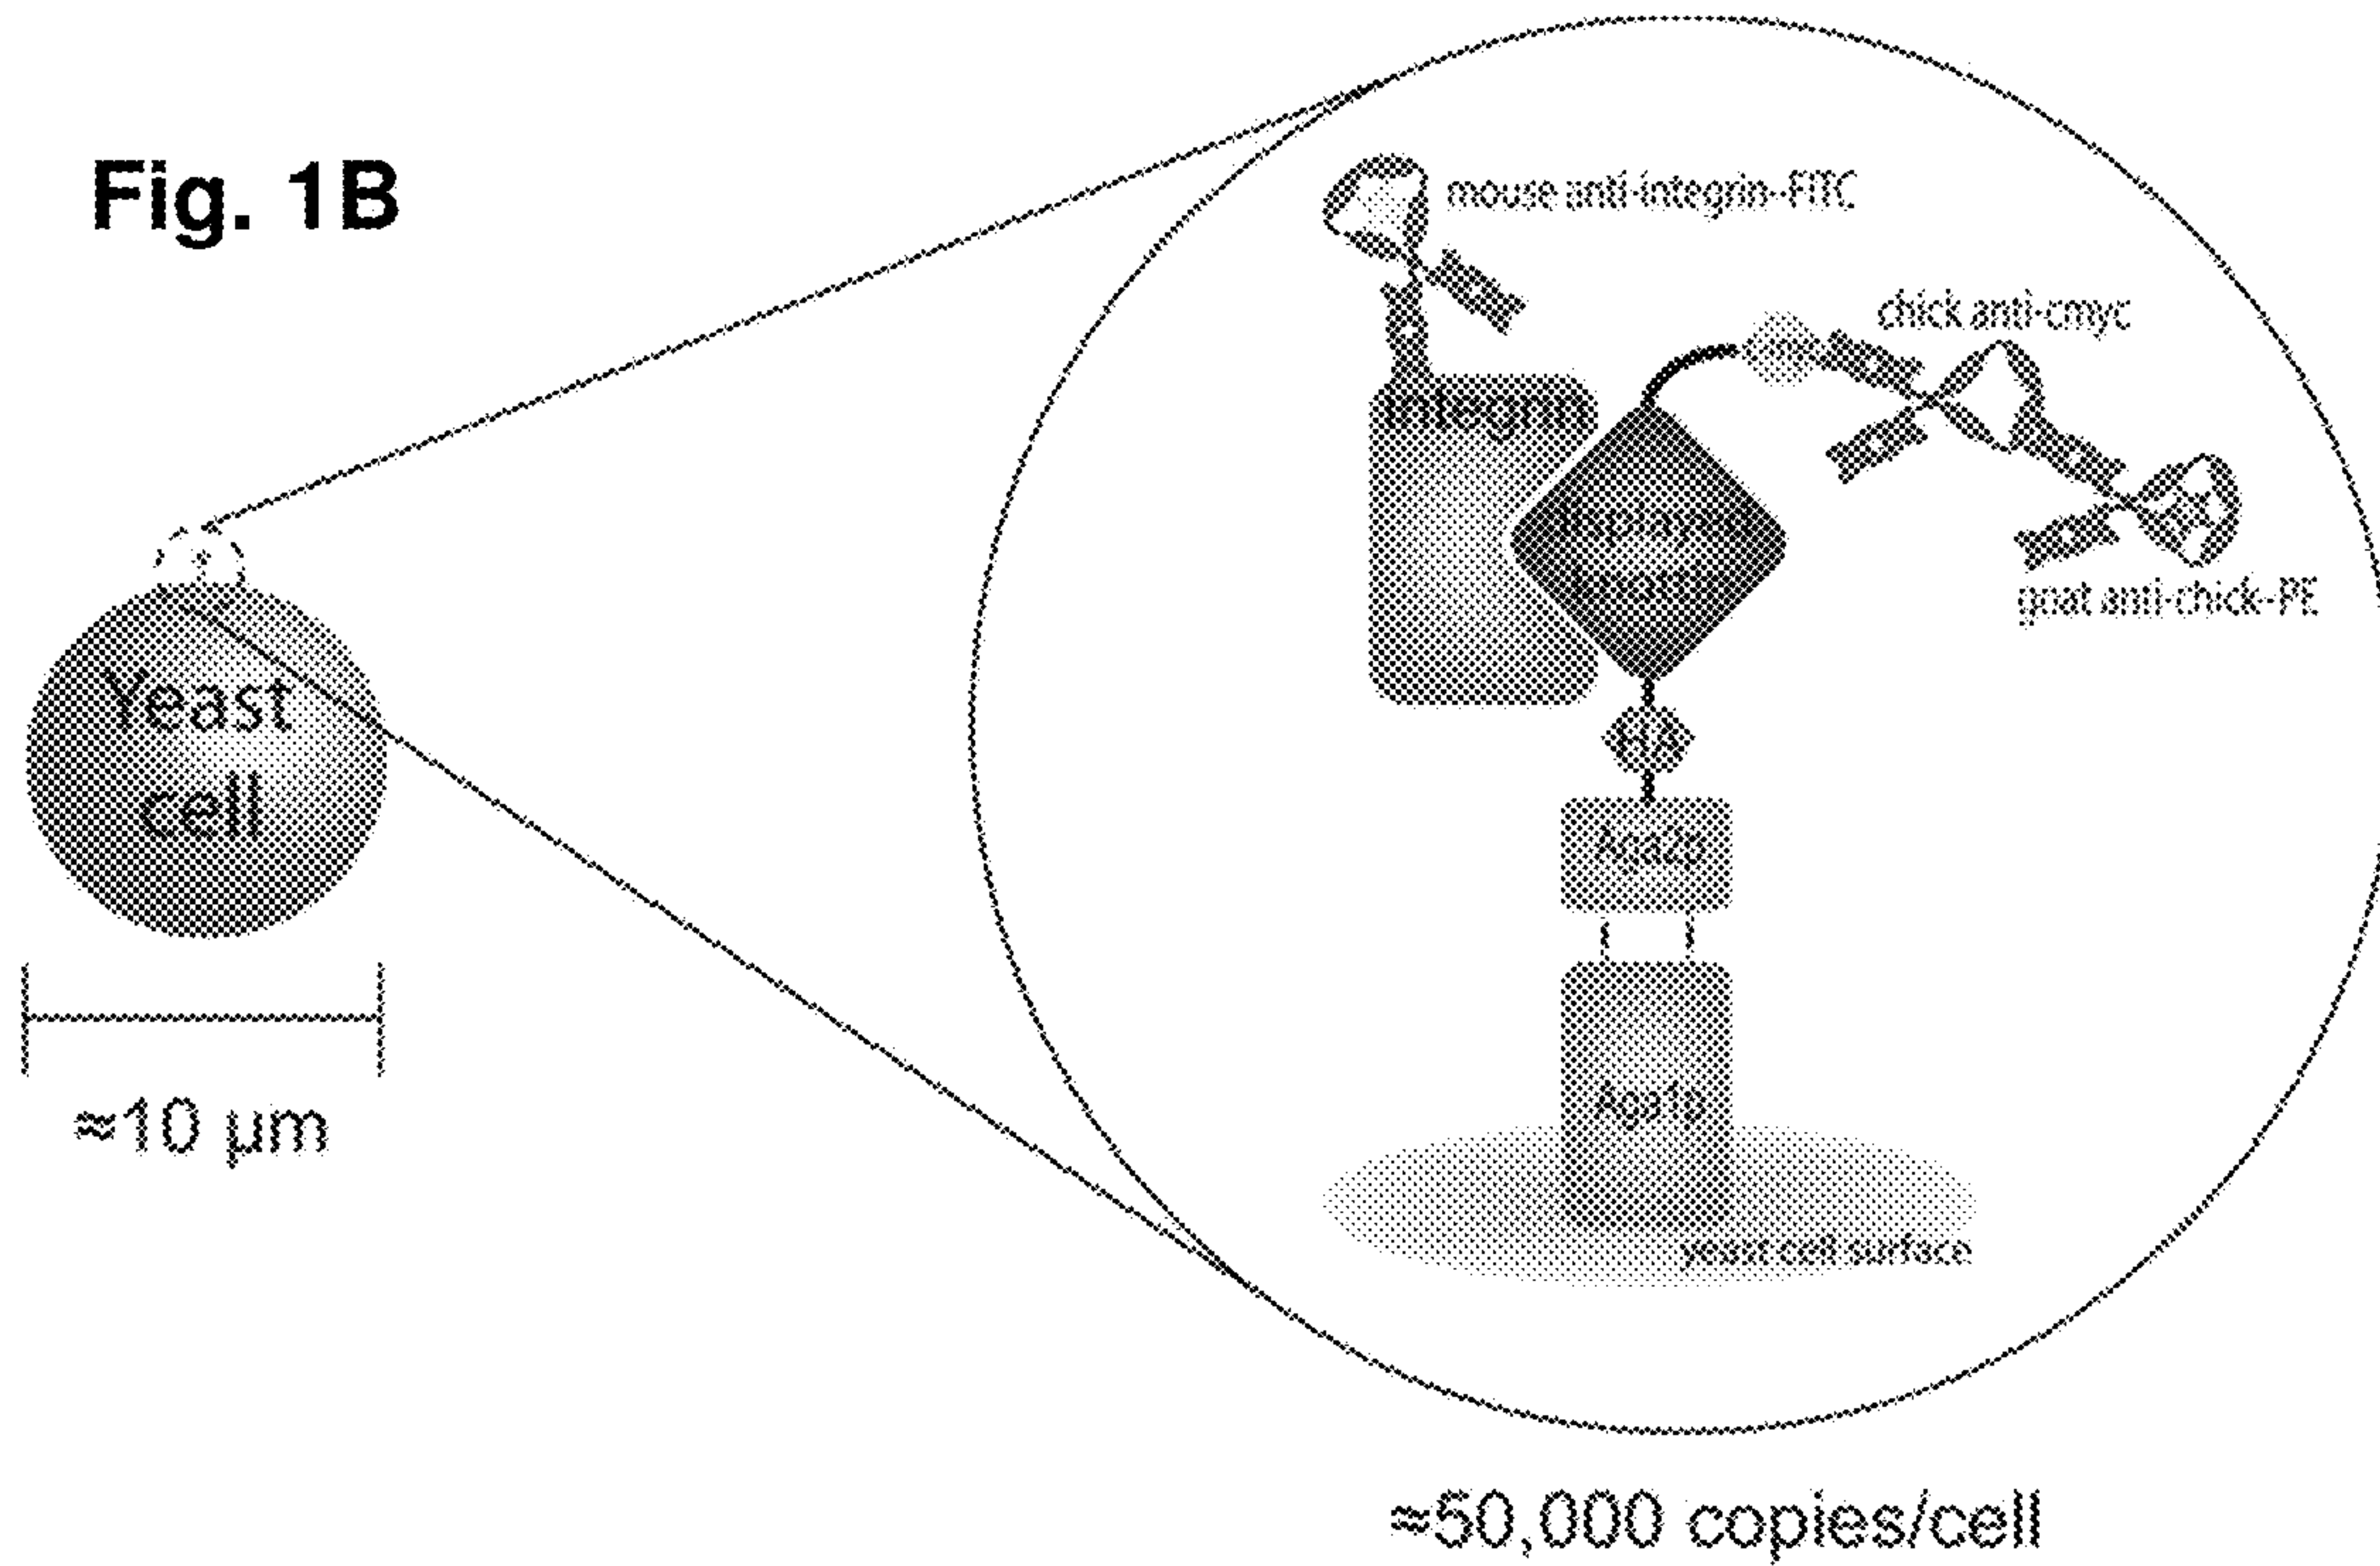 Fig. 1B
mouse anti-integrin-FITC
chick anti-cmyc
integrin
goat anti-chick-PE
Yeast
cell
HA
Aga2p
≈10 μm
Aga1p
yeast cell surface
≈50,000 copies/cell